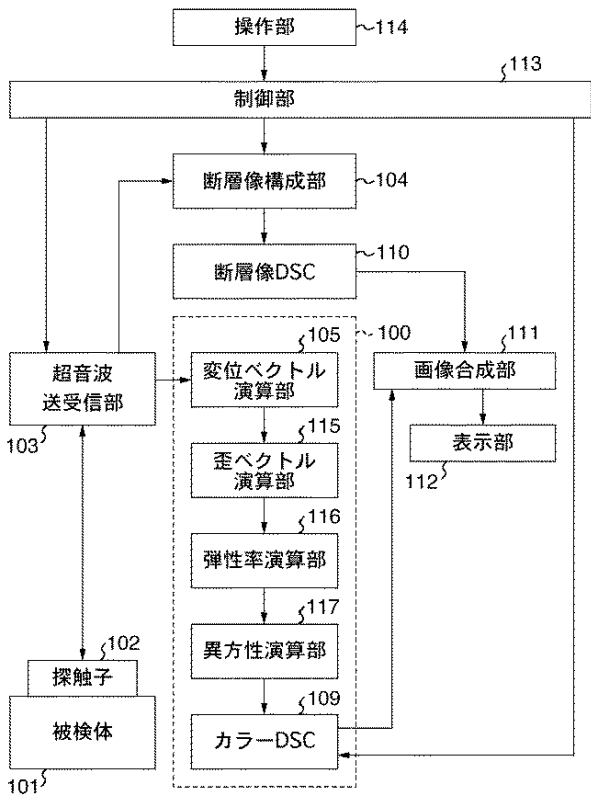 操作部
114
113
制御部
断層像構成部
104
断層像DSC
110
100
105
変位ベクトル
演算部
超音波
送受信部
103
111
画像合成部
115
歪ベクトル
演算部
表示部
112
116
弾性率演算部
117
異方性演算部
102
探触子
109
カラーDSC
被検体
101